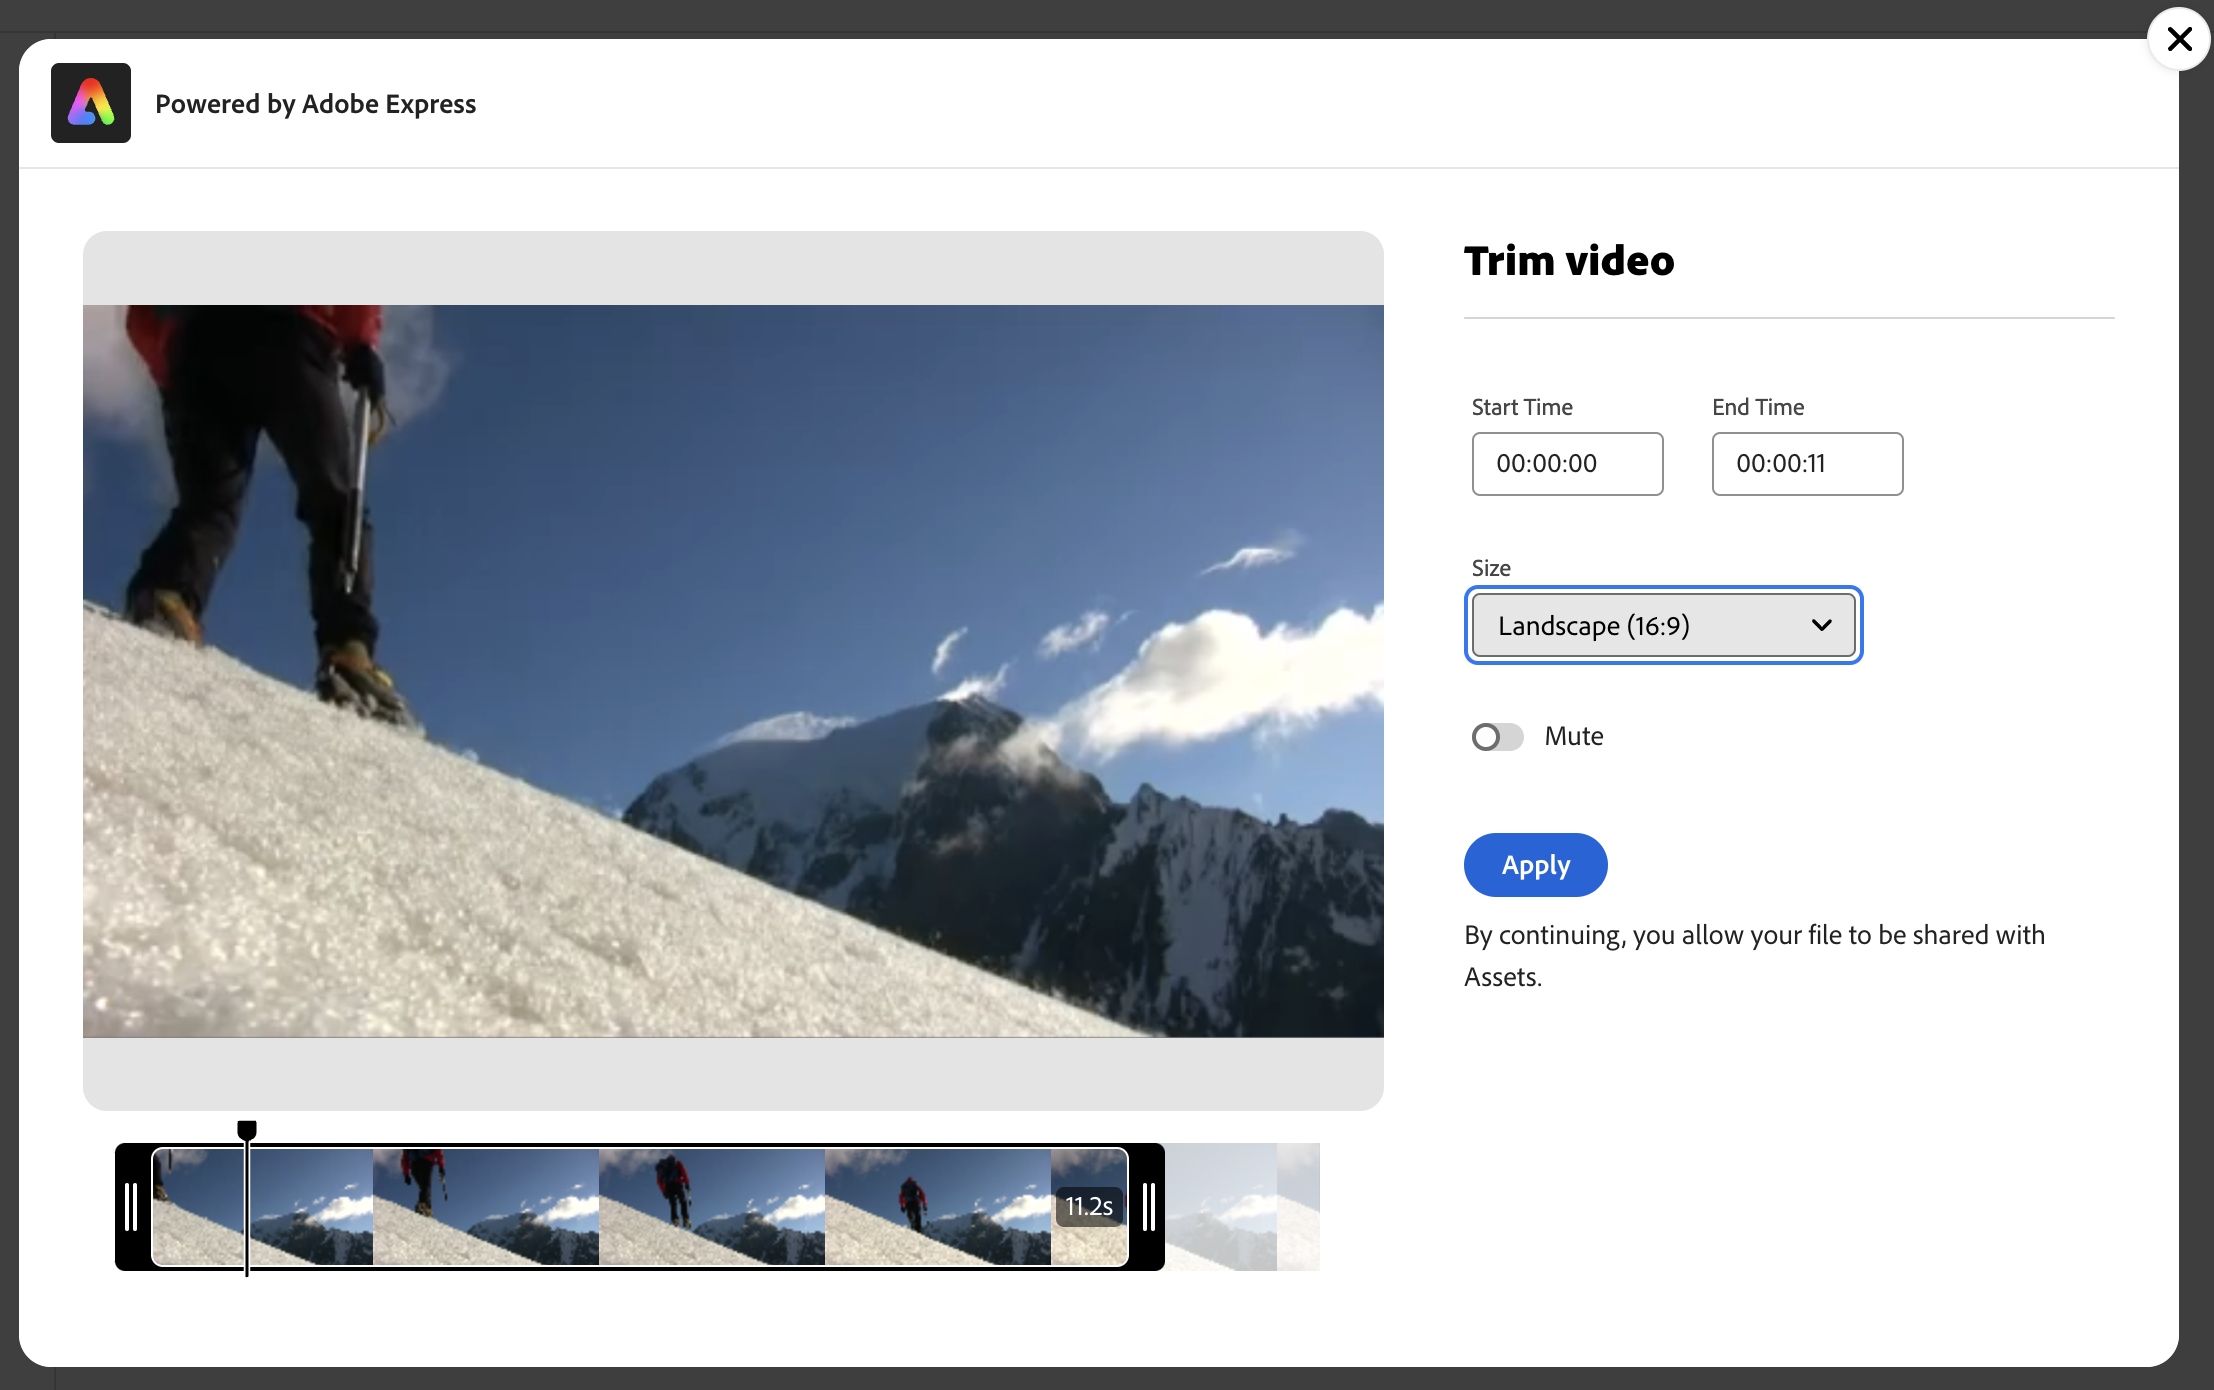 Powered by Adobe Express
Trim video
Start Time
End Time
00:00:00
00:00:11
Size
Landscape (16:9)
Mute
Apply
By continuing, you allow your file to be shared with
Assets.
11.2s